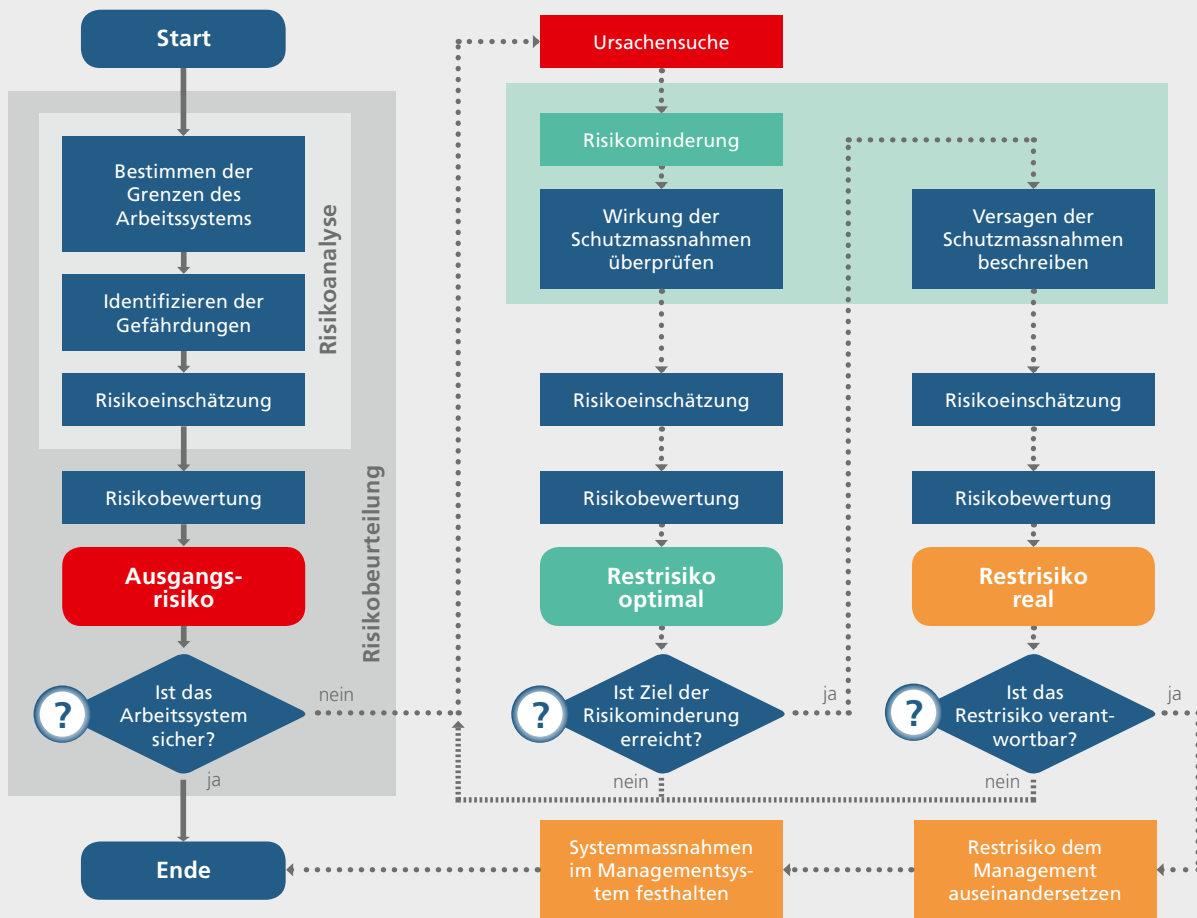 Start
Bestimmen der
Grenzen des
Arbeitssystems
Identifizieren der
Gefährdungen
Risikoeinschätzung
Risikoanalyse
Risikobewertung
Ausgangs-
risiko
Risikobeurteilung
?
Ist das
Arbeitssystem
sicher?
nein
ja
Ende
Ursachensuche
Risikominderung
Wirkung der
Schutzmassnahmen
überprüfen
Risikoeinschätzung
Risikobewertung
Restrisiko
optimal
?
Ist Ziel der
Risikominderung
erreicht?
ja
nein
Versagen der
Schutzmassnahmen
beschreiben
Risikoeinschätzung
Risikobewertung
Restrisiko
real
?
Ist das
Restrisiko verant-
wortbar?
ja
nein
Restrisiko dem
Management
auseinandersetzen
Systemmassnahmen
im Managementsys-
tem festhalten